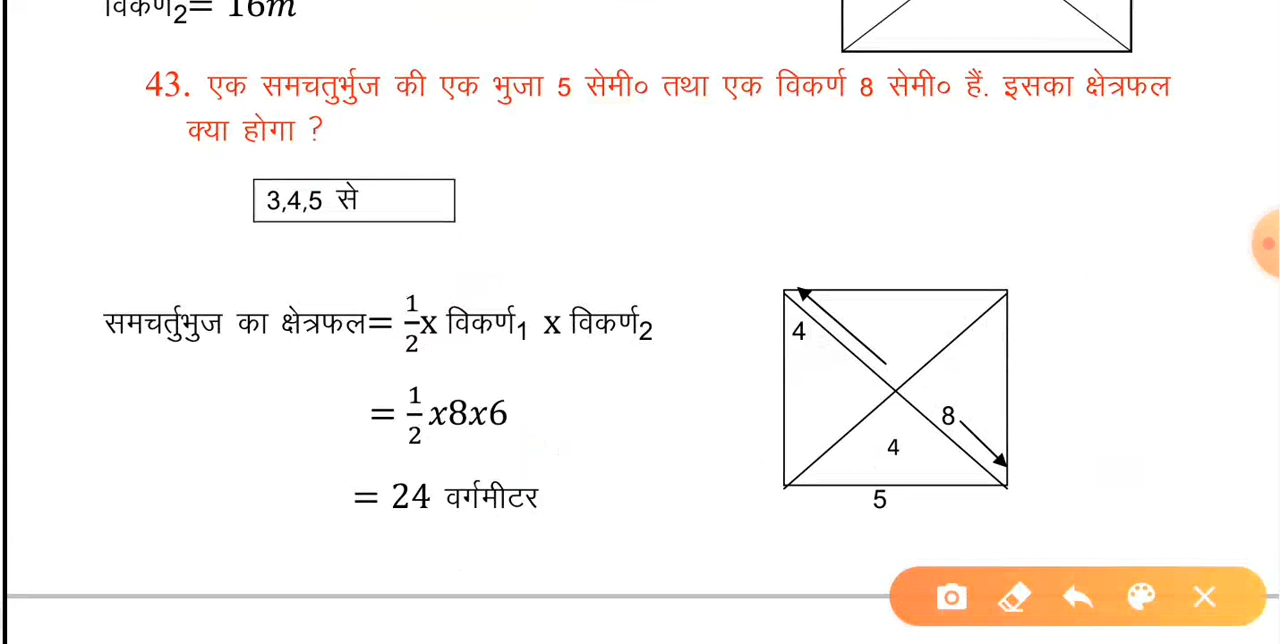 विकर्ण2= 16m
43. एक समचतुर्भुज की एक भुजा 5 सेमी० तथा एक विकर्ण 8 सेमी० हैं. इसका क्षेत्रफल
क्या होगा ?
3,4,5 से
समचर्तुभुज का क्षेत्रफल= 1/2x विकर्ण1 x विकर्ण2
= 1/2 x8x6
= 24 वर्गमीटर
4
8
4
5